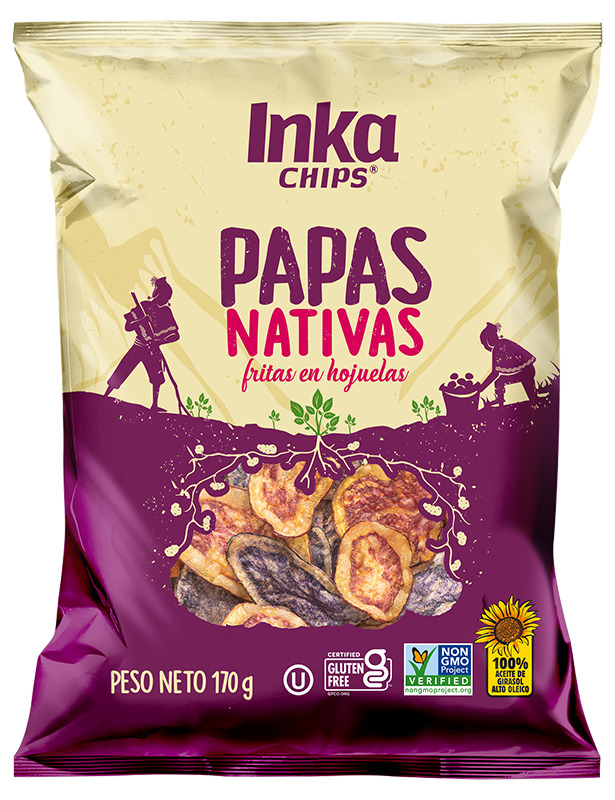 Inka
CHIPS®
PAPAS
NATIVAS
fritas en hojuelas
PESO NETO 170 g
U
CERTIFIED
GLUTEN
FREE
GFCO.ORG
NON
GMO
Project
VERIFIED
nongmoproject.org
100%
ACEITE DE
GIRASOL
ALTO OLEICO